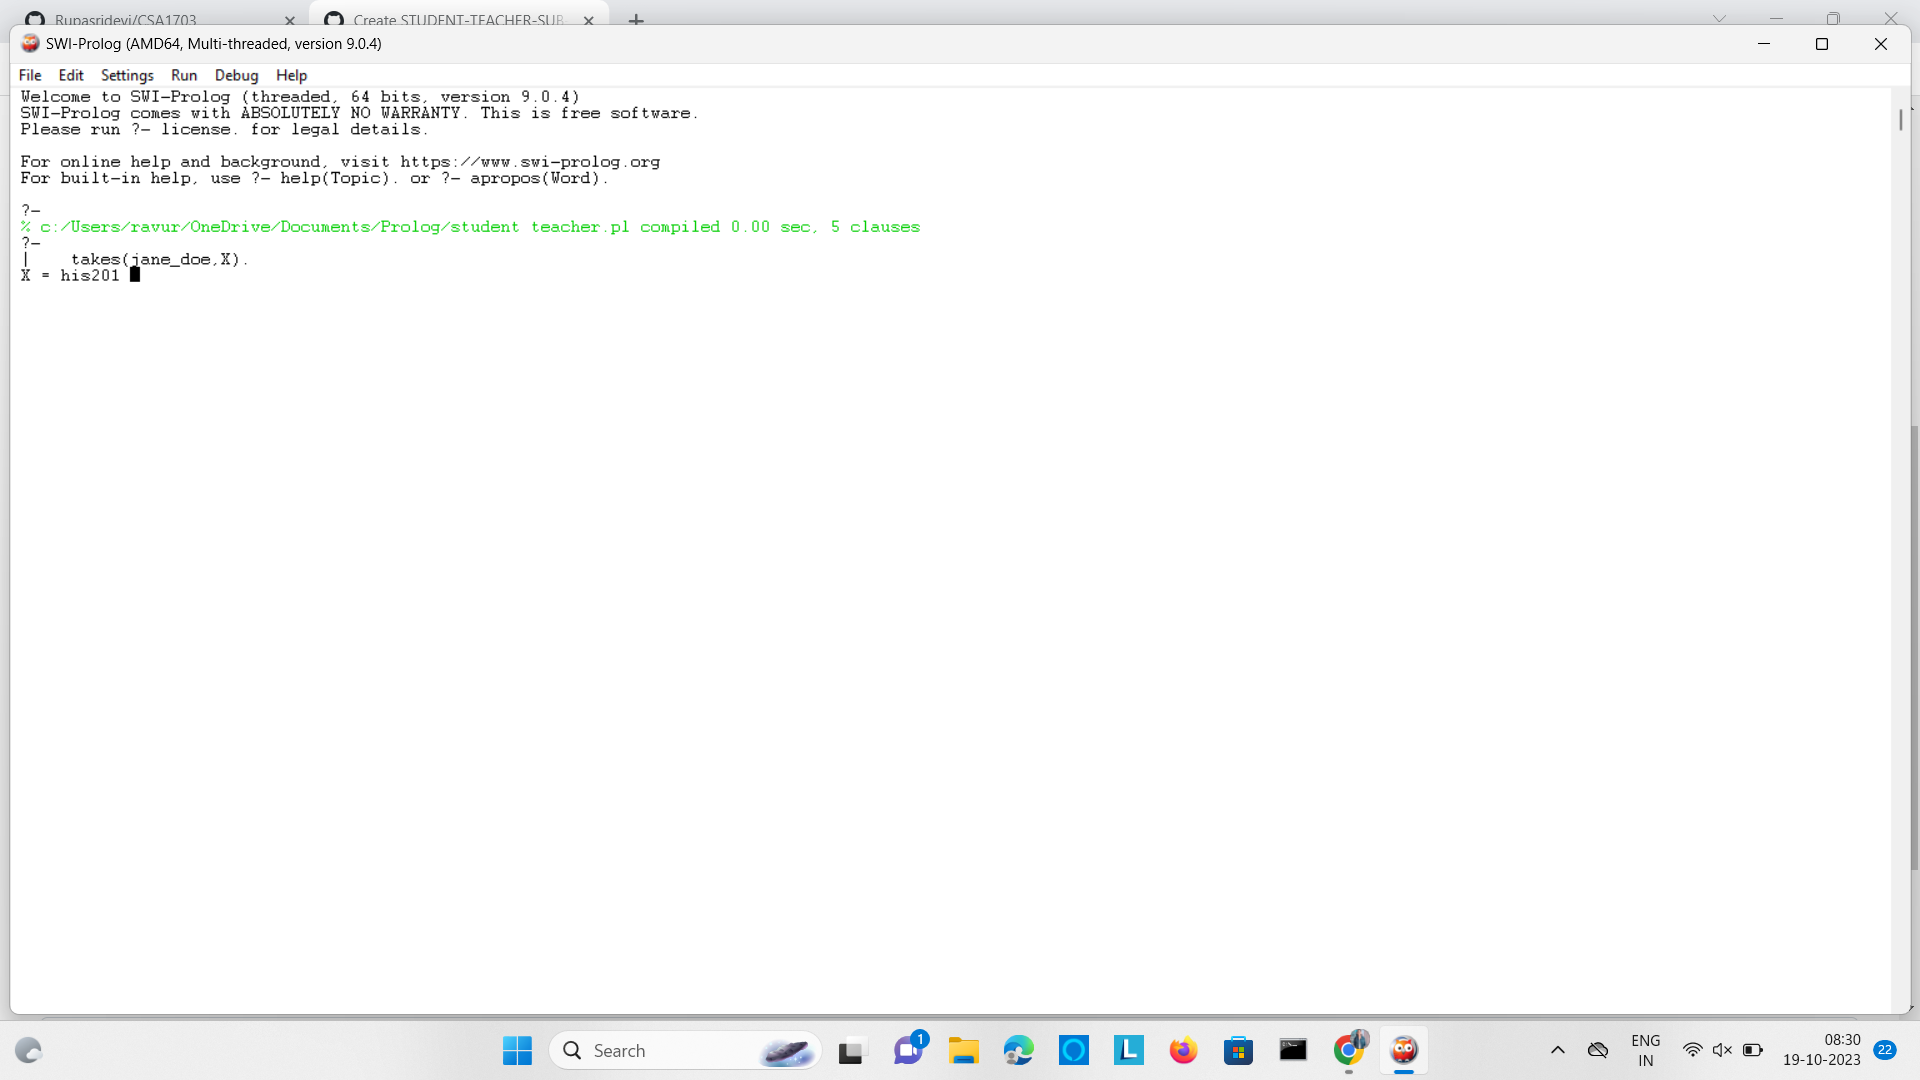 Rupasridevi/CSA1703
Create STUDENT-TEACHER-SUB
SWI-Prolog (AMD64, Multi-threaded, version 9.0.4)
File Edit Settings Run Debug Help
Welcome to SWI-Prolog (threaded, 64 bits, version 9.0.4)
SWI-Prolog comes with ABSOLUTELY NO WARRANTY. This is free software.
Please run ?- license. for legal details.
For online help and background, visit https://www.swi-prolog.org
For built-in help, use ?- help(Topic). or ?- apropos(Word).
?-
% c:/Users/ravur/OneDrive/Documents/Prolog/student teacher.pl compiled 0.00 sec, 5 clauses
?-
| takes(jane_doe,X).
X = his201
Search
1
L
ENG
IN
08:30
19-10-2023
22